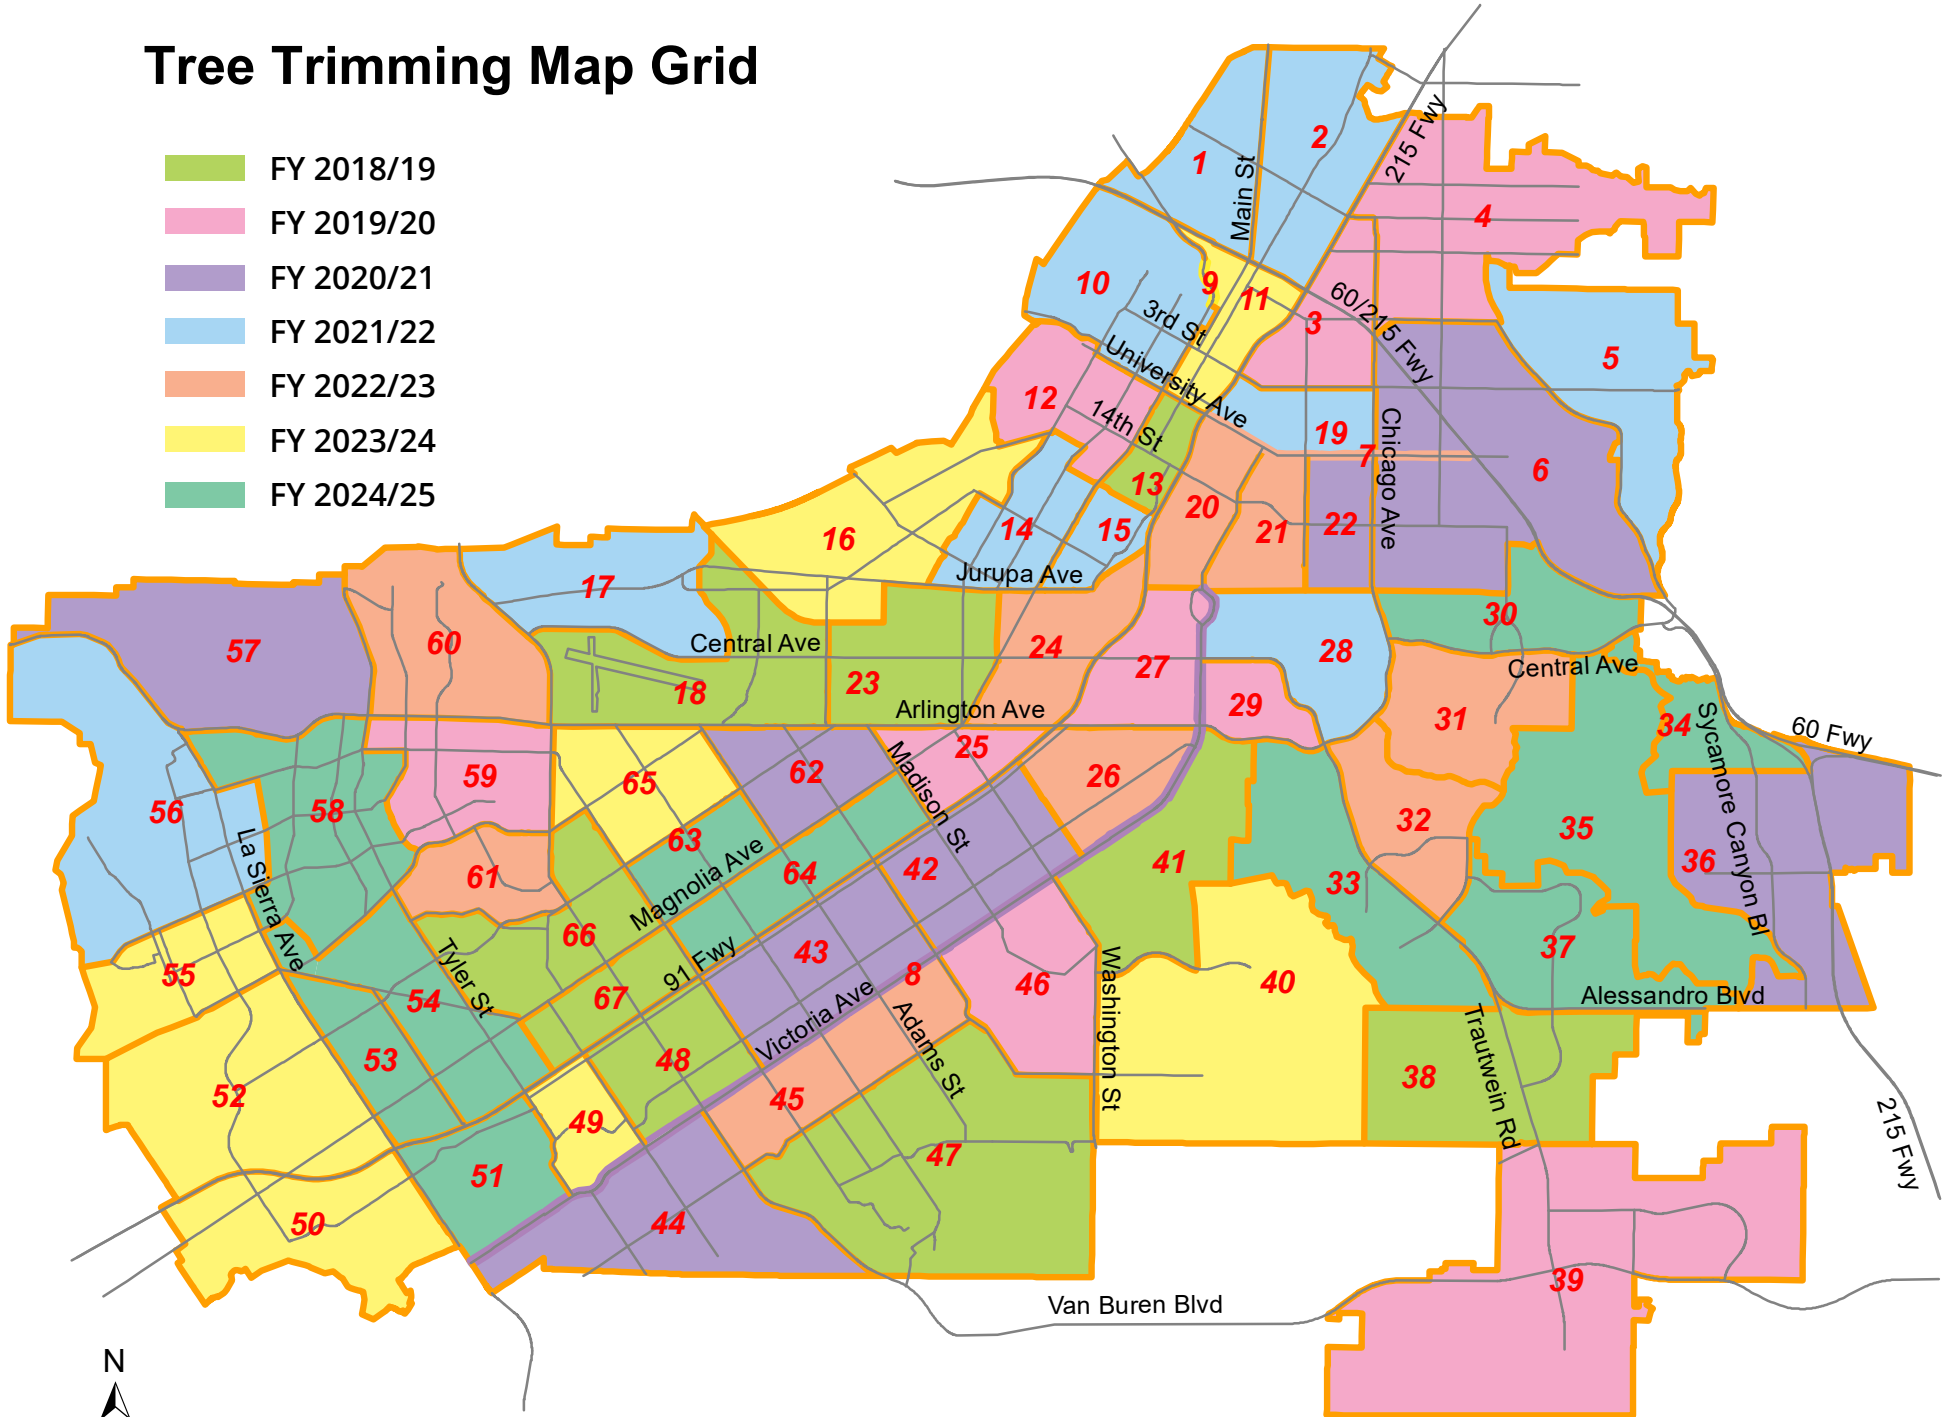 Tree Trimming Map Grid
FY 2018/19
FY 2019/20
FY 2020/21
FY 2021/22
FY 2022/23
FY 2023/24
FY 2024/25
1
2
Main St
215 Fwy
4
10
9
11
3
60/215 Fwy
3rd St
5
University Ave
12
14th St
19
7
Chicago Ave
6
13
20
21
22
14
15
16
Jurupa Ave
17
57
60
Central Ave
18
23
24
27
28
30
Central Ave
29
31
34
Sycamore Canyon Bl
60 Fwy
Arlington Ave
25
Madison St
26
62
65
59
56
58
La Sierra Ave
63
64
Magnolia Ave
42
41
32
33
35
36
61
66
Tyler St
91 Fwy
43
8
46
Washington St
40
37
Alessandro Blvd
55
54
67
Victoria Ave
Adams St
48
53
52
45
49
38
Trautwein Rd
215 Fwy
47
51
50
44
39
Van Buren Blvd
N